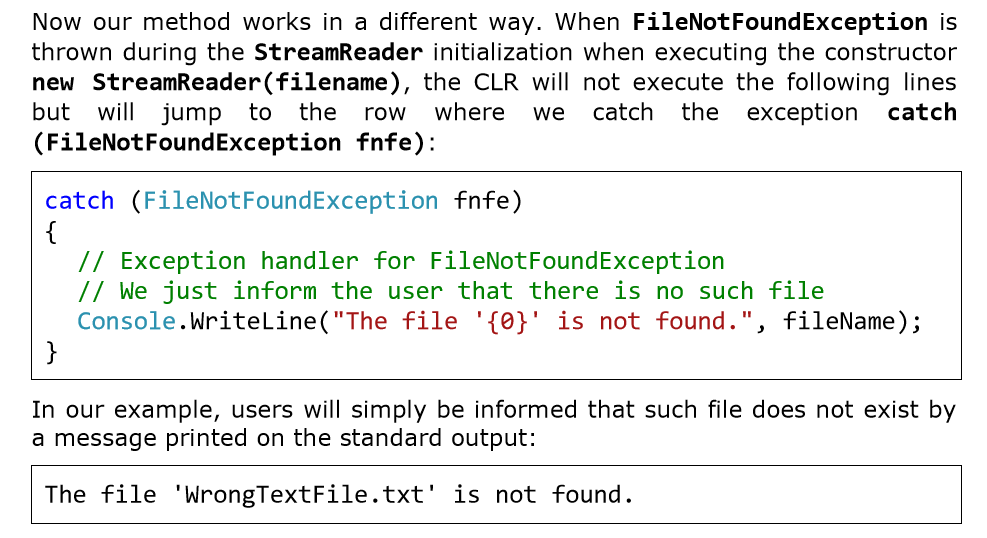 Now our method works in a different way. When FileNotFoundException is
thrown during the StreamReader initialization when executing the constructor
new StreamReader(filename), the CLR will not execute the following lines
but will jump to the row where we catch the exception catch
(FileNotFoundException fnfe):
catch (FileNotFoundException fnfe)
{
// Exception handler for FileNotFoundException
// We just inform the user that there is no such file
Console.WriteLine("The file '{0}' is not found.", fileName);
}
In our example, users will simply be informed that such file does not exist by
a message printed on the standard output:
The file 'WrongTextFile.txt' is not found.